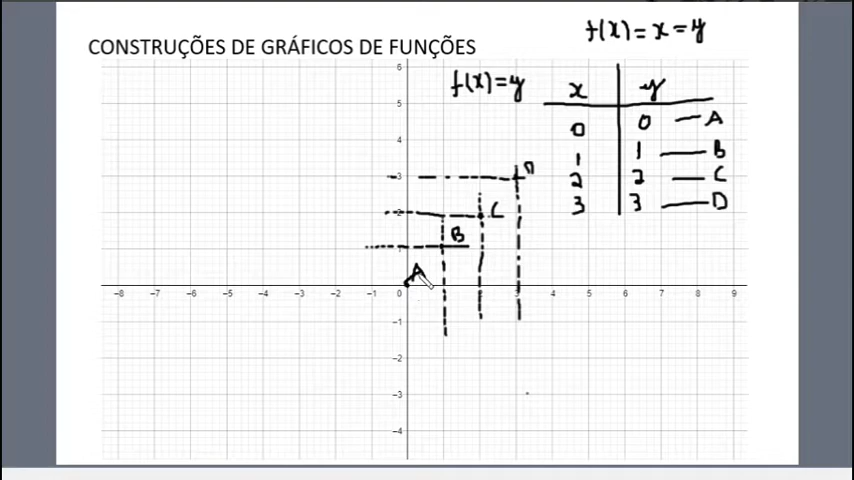 f(x) = x = y
CONSTRUÇÕES DE GRÁFICOS DE FUNÇÕES
f(x) = y
x y
0 0 — A
1 1 — B
2 2 — C
3 3 — D
6
5
4
3 D
2 C
1 B
A
−8 −7 −6 −5 −4 −3 −2 −1 0 3 4 5 6 7 8 9
−1
−2
−3
−4